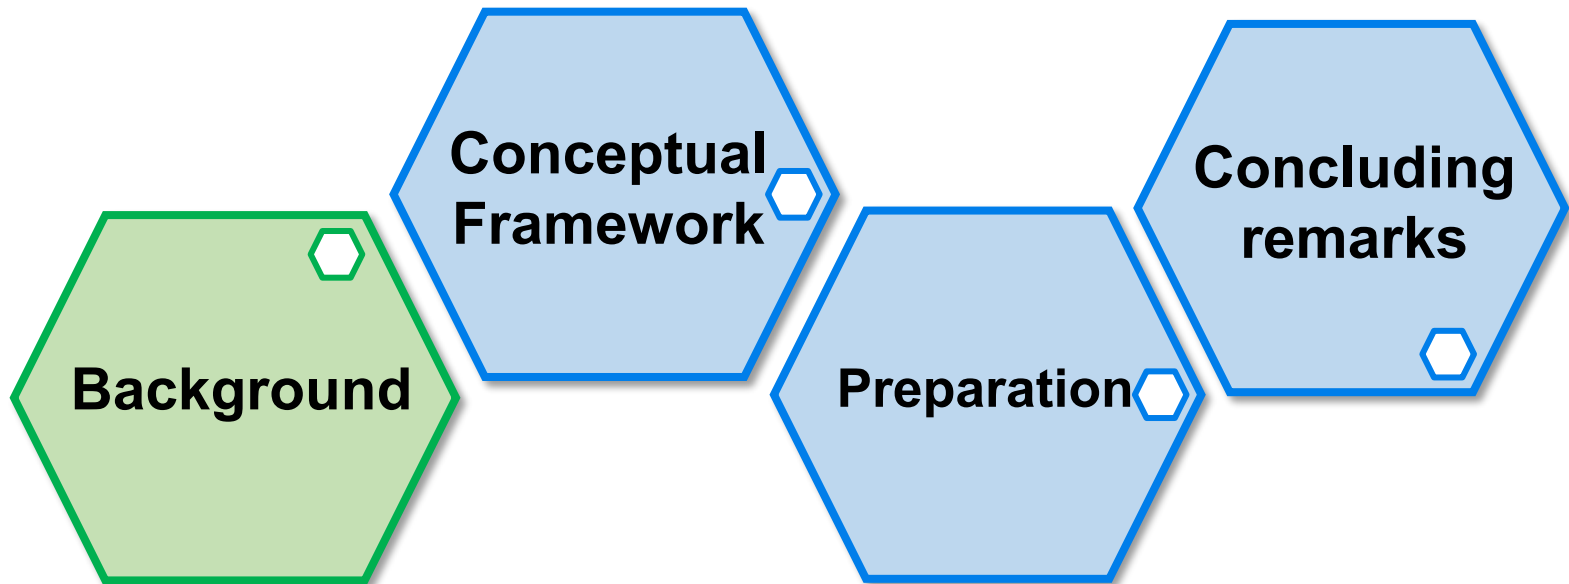 Background
Conceptual
Framework
Preparation
Concluding
remarks